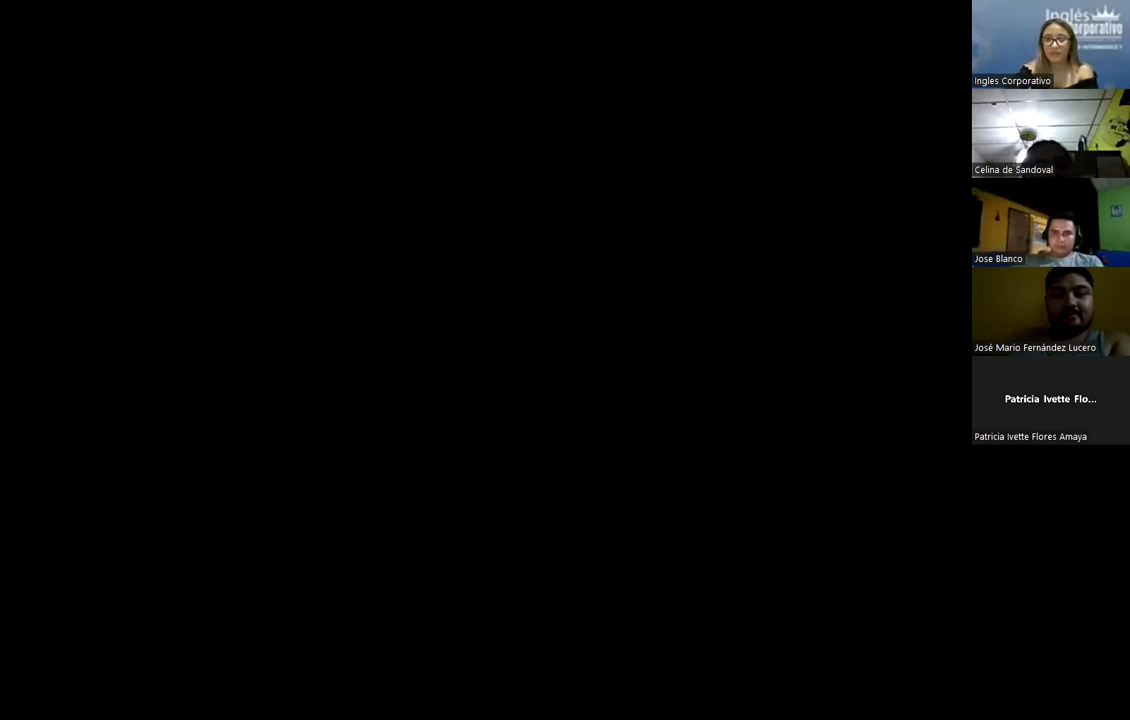 Inglés
Corporativo
Ingles Corporativo
Celina de Sandoval
Jose Blanco
José Mario Fernández Lucero
Patricia Ivette Flo...
Patricia Ivette Flores Amaya